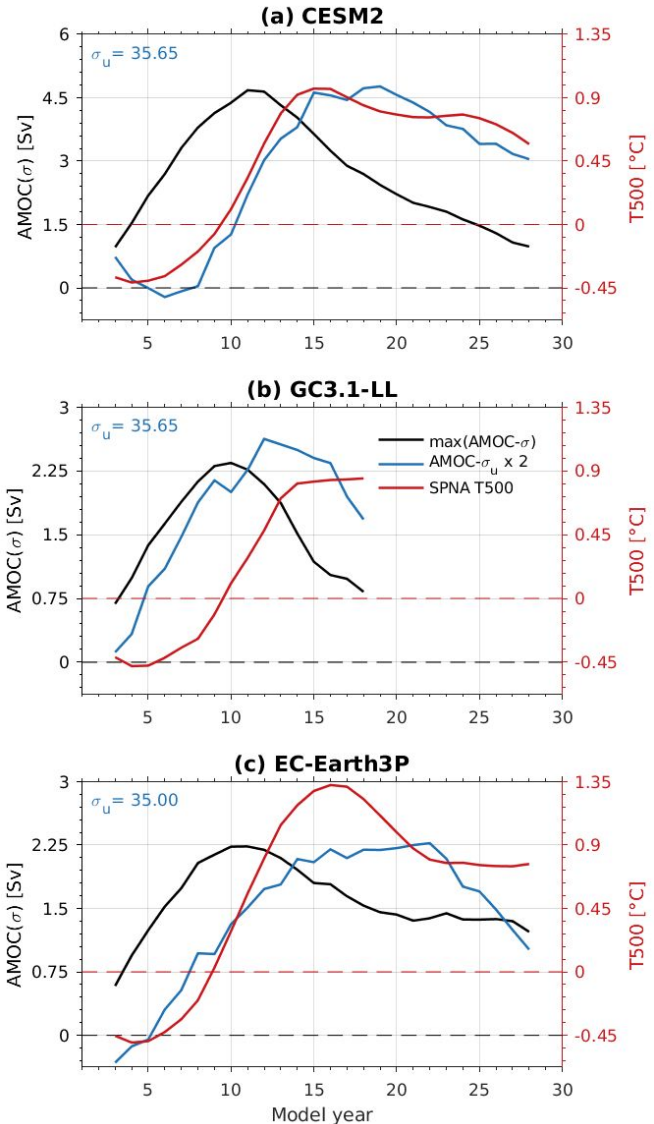 (a) CESM2
σu= 35.65
AMOC(σ) [Sv]
6
4.5
3
1.5
0
1.35
0.9
0.45
0
-0.45
T500 [°C]
5 10 15 20 25 30
(b) GC3.1-LL
σu= 35.65
max(AMOC-σ)
AMOC-σu x 2
SPNA T500
AMOC(σ) [Sv]
3
2.25
1.5
0.75
0
1.35
0.9
0.45
0
-0.45
T500 [°C]
5 10 15 20 25 30
(c) EC-Earth3P
σu= 35.00
AMOC(σ) [Sv]
3
2.25
1.5
0.75
0
1.35
0.9
0.45
0
-0.45
T500 [°C]
5 10 15 20 25 30
Model year